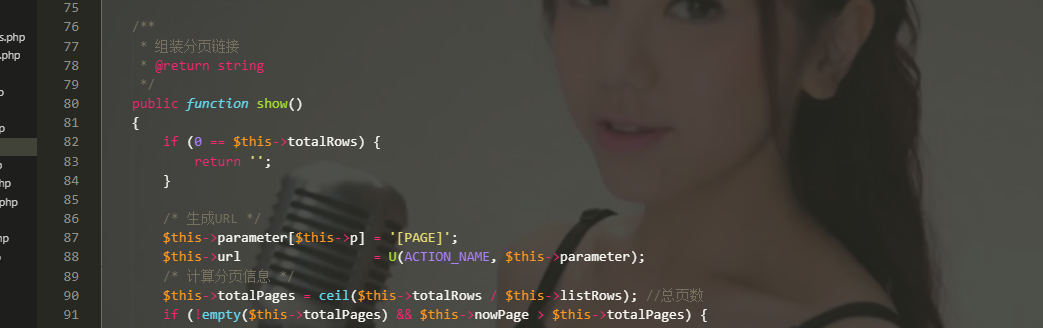 75
s.php
76 /**
.php
77 * 组装分页链接
78 * @return string
79 */
p
80 public function show()
81 {
p
82 if (0 == $this->totalRows) {
83 return '';
p
84 }
hp
85
php
86 /* 生成URL */
87 $this->parameter[$this->p] = '[PAGE]';
np
88 $this->url = U(ACTION_NAME, $this->parameter);
89 /* 计算分页信息 */
90 $this->totalPages = ceil($this->totalRows / $this->listRows); //总页数
91 if (!empty($this->totalPages) && $this->nowPage > $this->totalPages) {